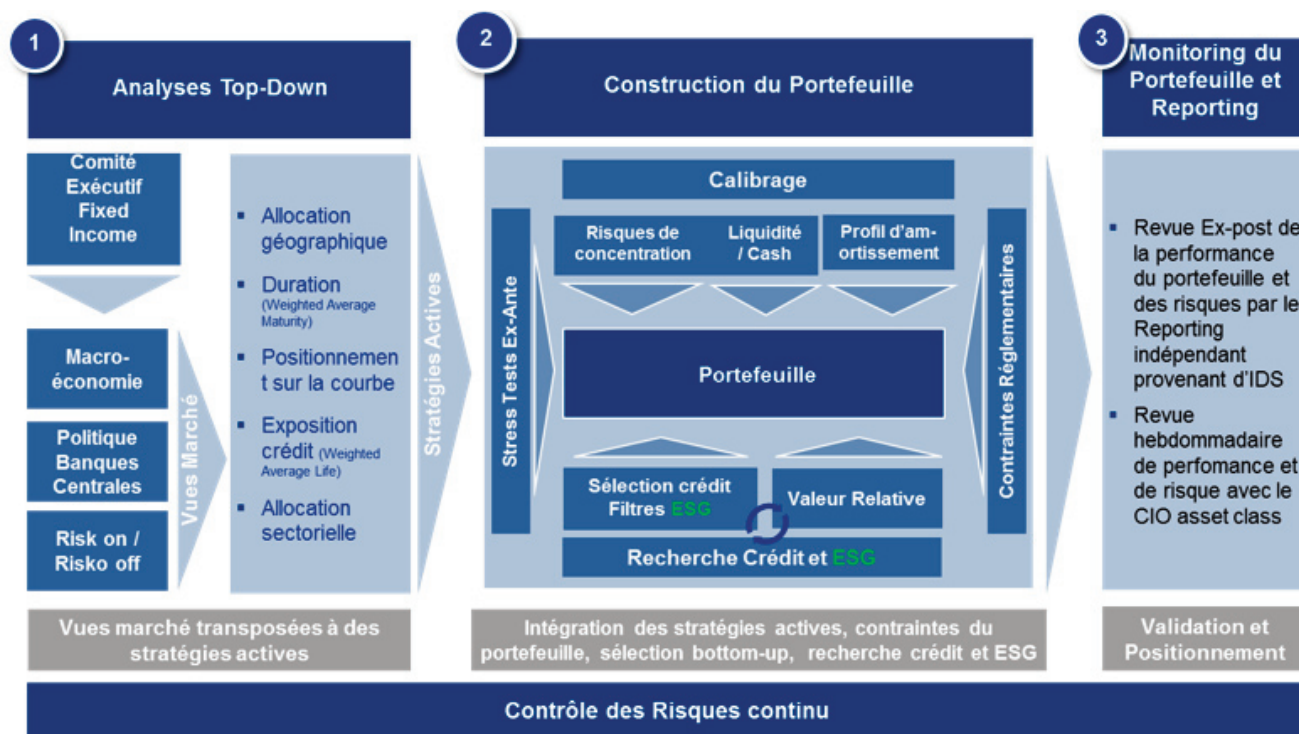 1
Analyses Top-Down
Comité
Exécutif
Fixed
Income
Macro-
économie
Politique
Banques
Centrales
Risk on /
Risko off
Vues Marché
▪ Allocation
géographique
▪ Duration
(Weighted Average
Maturity)
▪ Positionnemen
t sur la courbe
▪ Exposition
crédit (Weighted
Average Life)
▪ Allocation
sectorielle
Stratégies Actives
Vues marché transposées à des
stratégies actives
2
Construction du Portefeuille
Stress Tests Ex-Ante
Calibrage
Risques de
concentration
Liquidité
/ Cash
Profil d'am-
ortissement
Portefeuille
Sélection crédit
Filtres ESG
Valeur Relative
Recherche Crédit et ESG
Contraintes Réglementaires
Intégration des stratégies actives, contraintes du
portefeuille, sélection bottom-up, recherche crédit et ESG
3
Monitoring du
Portefeuille et
Reporting
▪ Revue Ex-post de
la performance
du portefeuille et
des risques par le
Reporting
indépendant
provenant d'IDS
▪ Revue
hebdommadaire
de perfomance et
de risque avec le
CIO asset class
Validation et
Positionnement
Contrôle des Risques continu